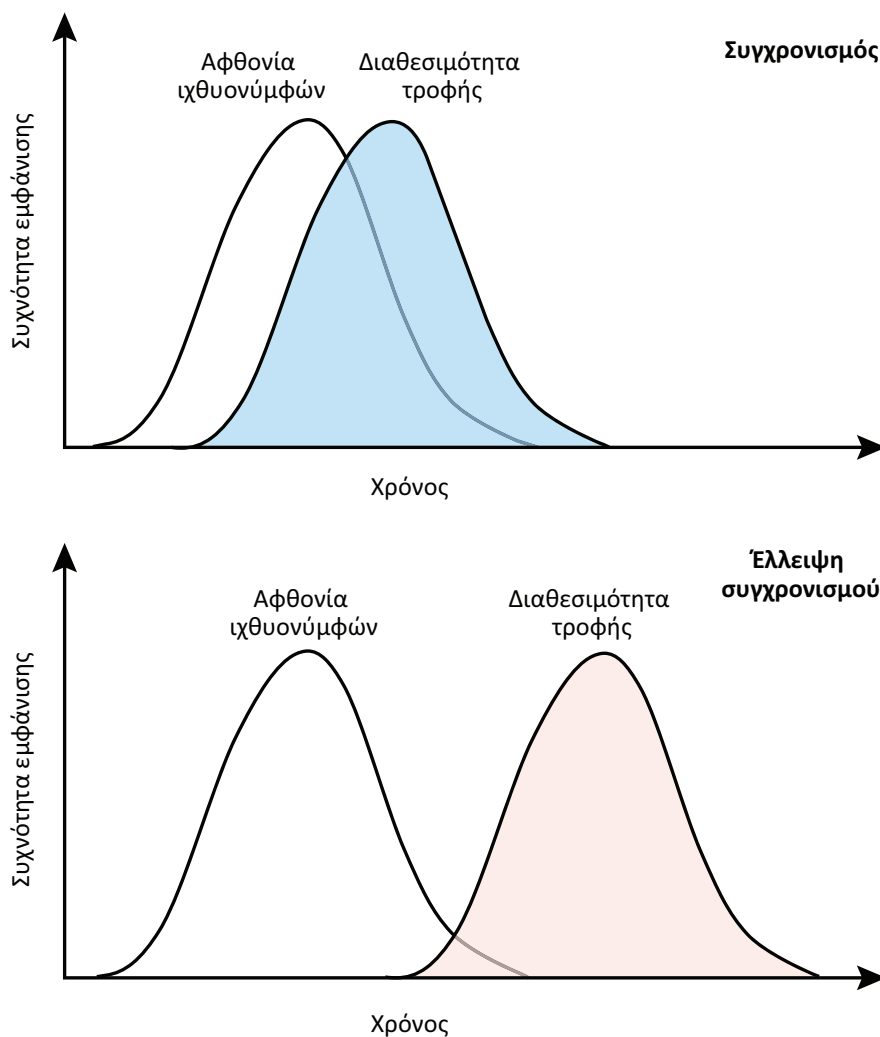 Συγχρονισμός
Αφθονία
ιχθυονύμφών
Διαθεσιμότητα
τροφής
Συχνότητα εμφάνισης
Χρόνος
Έλλειψη
συγχρονισμού
Αφθονία
ιχθυονύμφών
Διαθεσιμότητα
τροφής
Συχνότητα εμφάνισης
Χρόνος